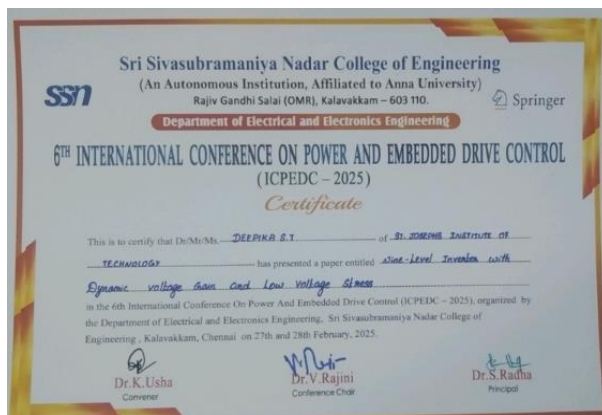 Sri Sivasubramaniya Nadar College of Engineering
(An Autonomous Institution, Affiliated to Anna University)
ssn
Rajiv Gandhi Salai (OMR), Kalavakkam – 603 110.
Springer
Department of Electrical and Electronics Engineering
6TH INTERNATIONAL CONFERENCE ON POWER AND EMBEDDED DRIVE CONTROL
(ICPEDC – 2025)
Certificate
This is to certify that Dr/Mr/Ms. DEEPIKA S.T of ST. JOSEPHS INSTITUTE OF
TECHNOLOGY has presented a paper entitled Nine-Level Inverter with
Dynamic voltage Gain and Low voltage Stress
in the 6th International Conference On Power And Embedded Drive Control (ICPEDC – 2025), organized by
the Department of Electrical and Electronics Engineering, Sri Sivasubramaniya Nadar College of
Engineering , Kalavakkam, Chennai on 27th and 28th February, 2025.
Dr.K.Usha
Convener
Dr.V.Rajini
Conference Chair
Dr.S.Radha
Principal